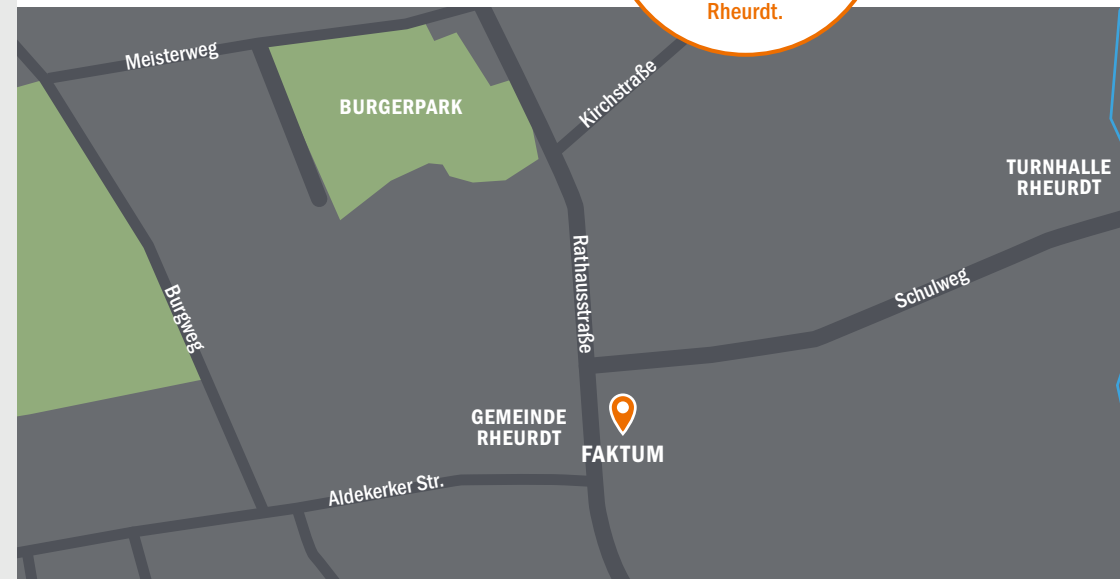 Rheurdt.
Meisterweg
BURGERPARK
Kirchstraße
TURNHALLE
RHEURDT
Rathausstraße
Schulweg
Burgweg
GEMEINDE
RHEURDT
FAKTUM
Aldekerker Str.